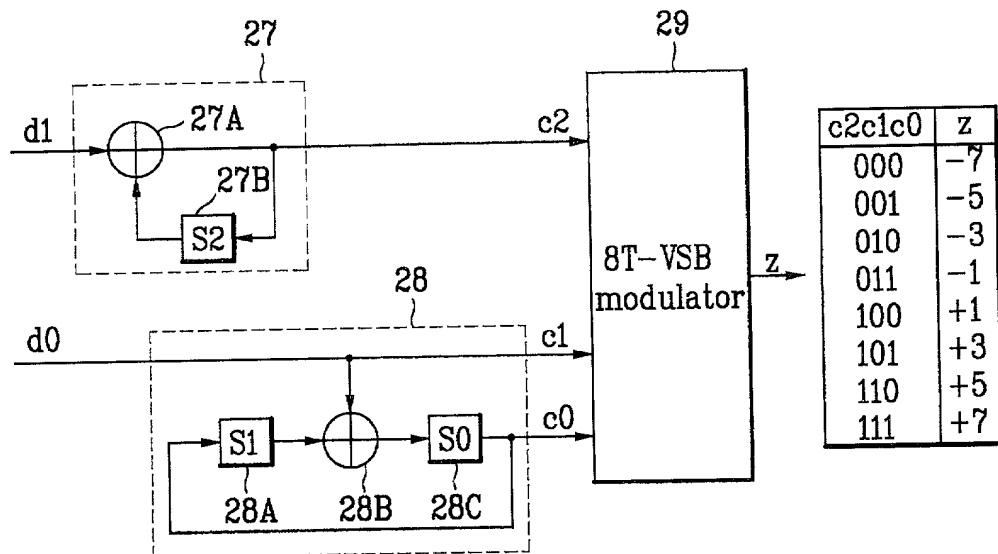 27
29
d1
27A
c2
27B
S2
8T-VSB
modulator
z
28
d0
c1
S1
S0
c0
28A
28B
28C
c2c1c0 z
000 -7
001 -5
010 -3
011 -1
100 +1
101 +3
110 +5
111 +7